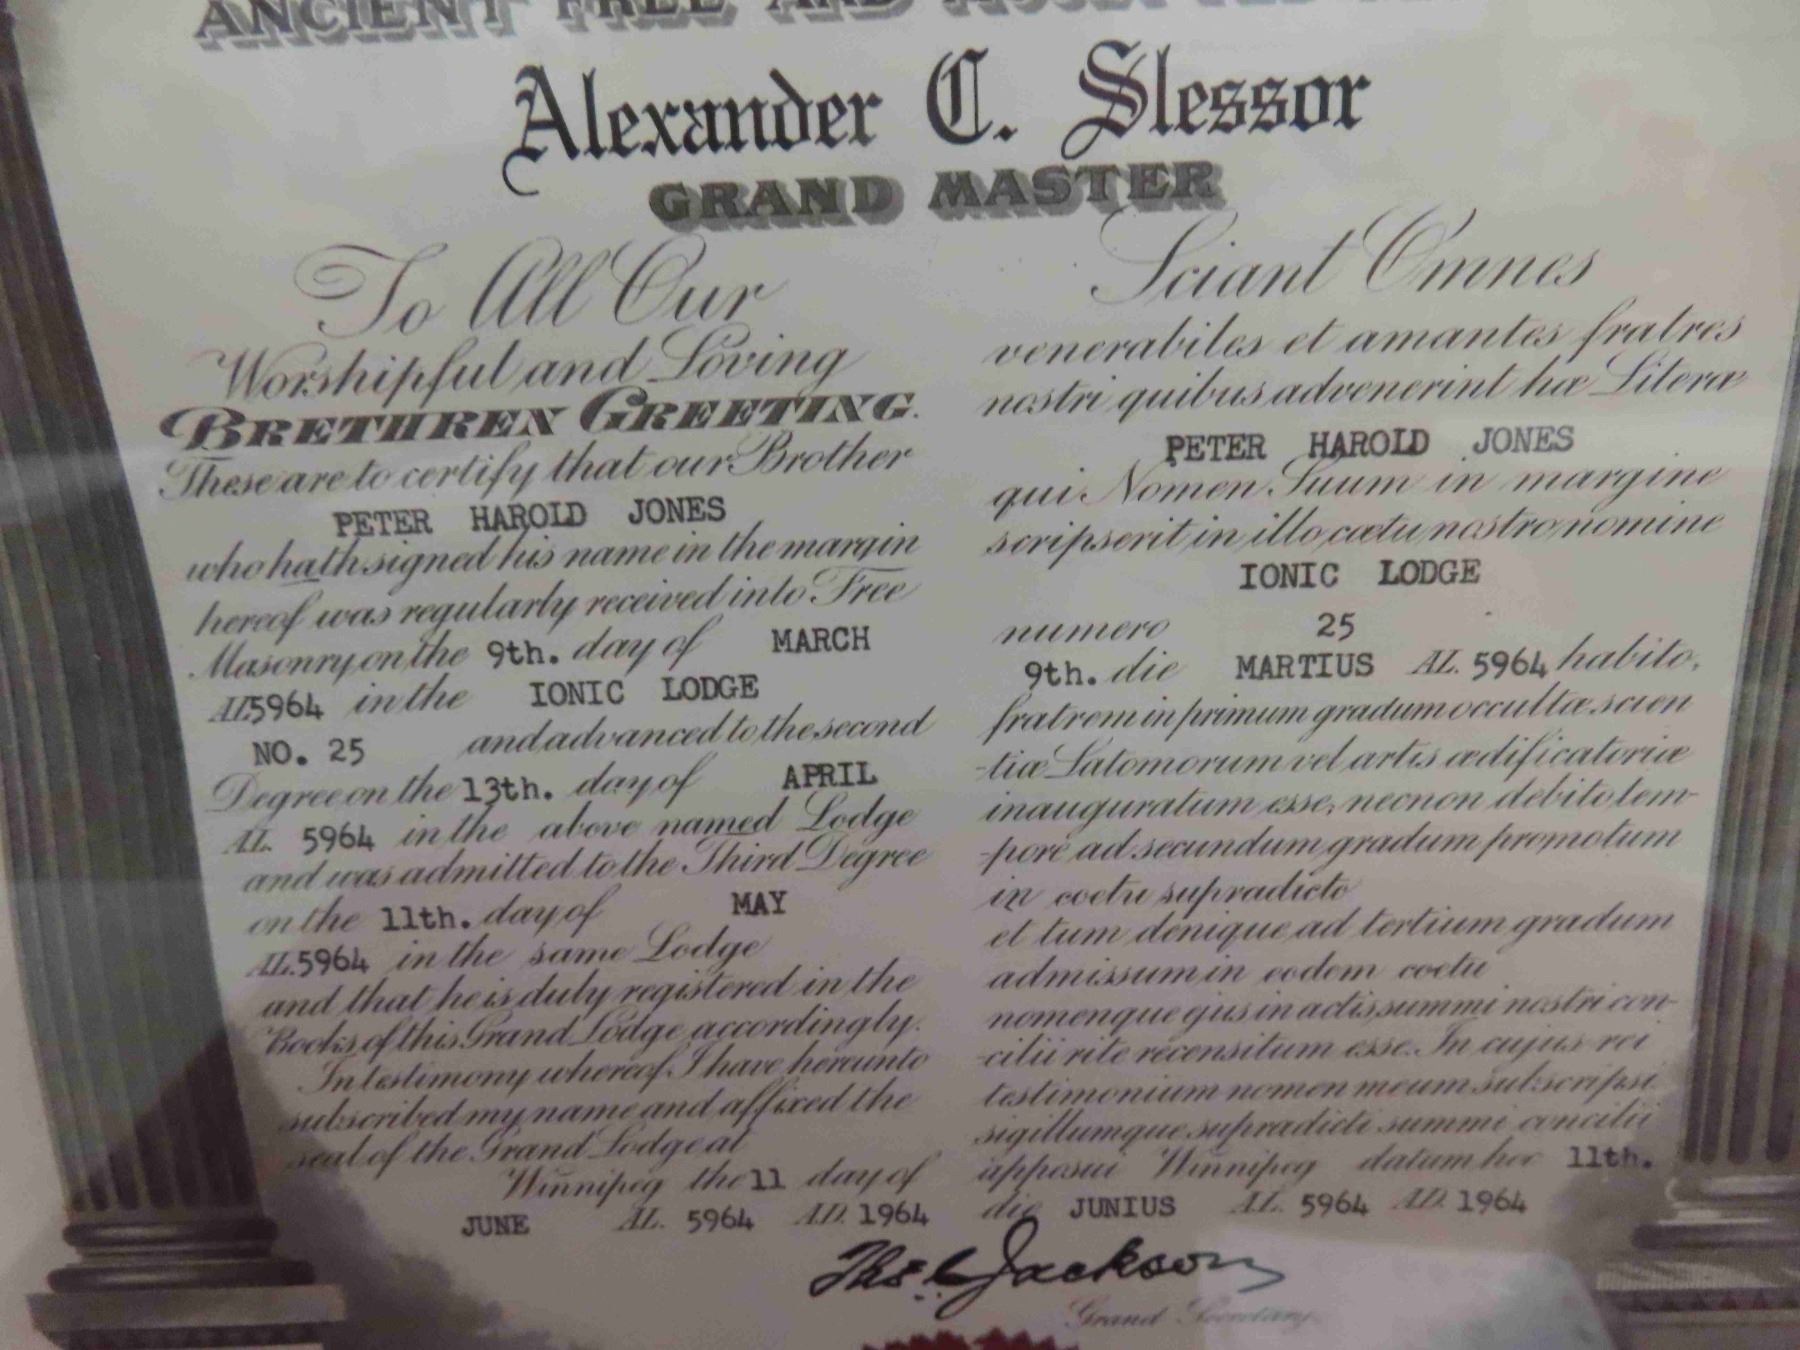 ANCIENT FREE AND
Alexander C. Slessor
GRAND MASTER
To All Our
Worshipful and Loving
BRETHREN GREETING.
These are to certify that our Brother
PETER HAROLD JONES
who hath signed his name in the margin
hereof was regularly received into Free
Masonry on the 9th. day of MARCH
AL 5964 in the IONIC LODGE
NO. 25 and advanced to the second
Degree on the 13th. day of APRIL
AL. 5964 in the above named Lodge
and was admitted to the Third Degree
on the 11th. day of MAY
AL. 5964 in the same Lodge
and that he is duly registered in the
Books of this Grand Lodge accordingly.
In testimony whereof I have hereunto
subscribed my name and affixed the
seal of the Grand Lodge at
Winnipeg the 11 day of
JUNE AL. 5964 AD. 1964
Sciant Omnes
venerabiles et amantes fratres
nostri quibus advenerint hæ Literæ
PETER HAROLD JONES
qui Nomen Suum in margine
scripserit in illo cœtu nostro nomine
IONIC LODGE
numero 25
9th. die MARTIUS AL. 5964 habito,
fratrem in primum gradum occultæ scien
-tiæ Latomorum vel artis ædificatoriæ
inauguratum esse, necnon debito tem-
-pore ad secundum gradum promotum
in coetu supradicto
et tum denique ad tertium gradum
admissum in eodem coetu
nomenque ejus in actis summi nostri con-
-cilii rite recensitum esse. In cujus rei
testimonium nomen meum subscripsi
sigillumque supradicti summi concilii
apposui Winnipeg datum hoc 11th.
die JUNIUS AL. 5964 AD. 1964
Thos C Jackson
Grand Secretary